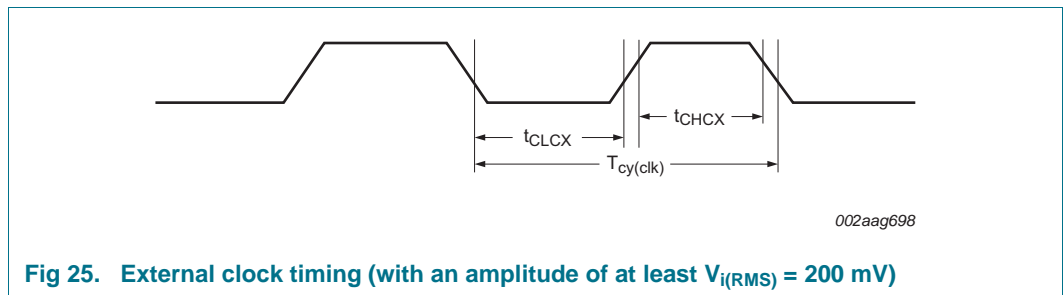 tCHCX
tCLCX
Tcy(clk)
002aag698
Fig 25. External clock timing (with an amplitude of at least Vi(RMS) = 200 mV)